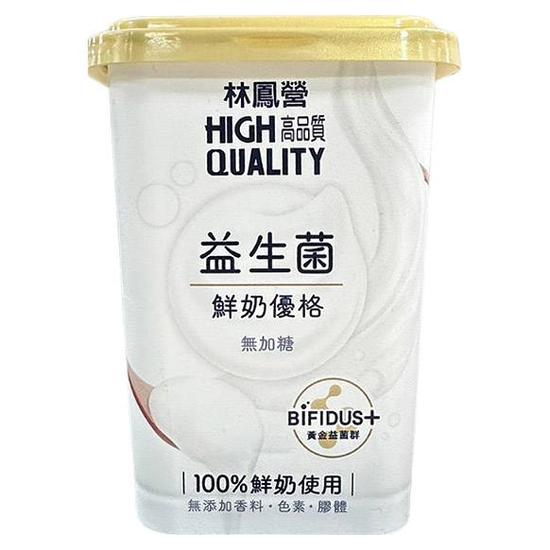 林鳳營
HIGH 高品質
QUALITY
益生菌
鮮奶優格
無加糖
BiFiDUS+
黃金益菌群
100%鮮奶使用
無添加香料・色素・膠體